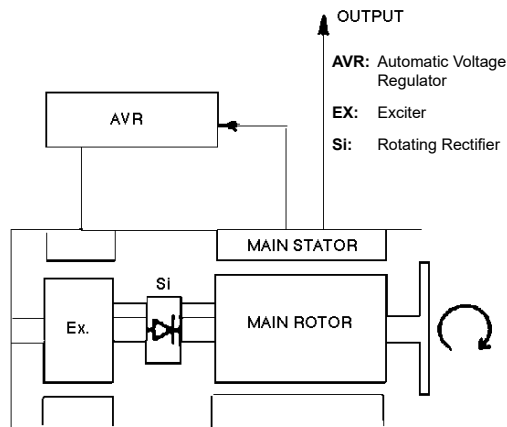 OUTPUT
AVR: Automatic Voltage
Regulator
EX: Exciter
Si: Rotating Rectifier
AVR
MAIN STATOR
Si
Ex.
MAIN ROTOR